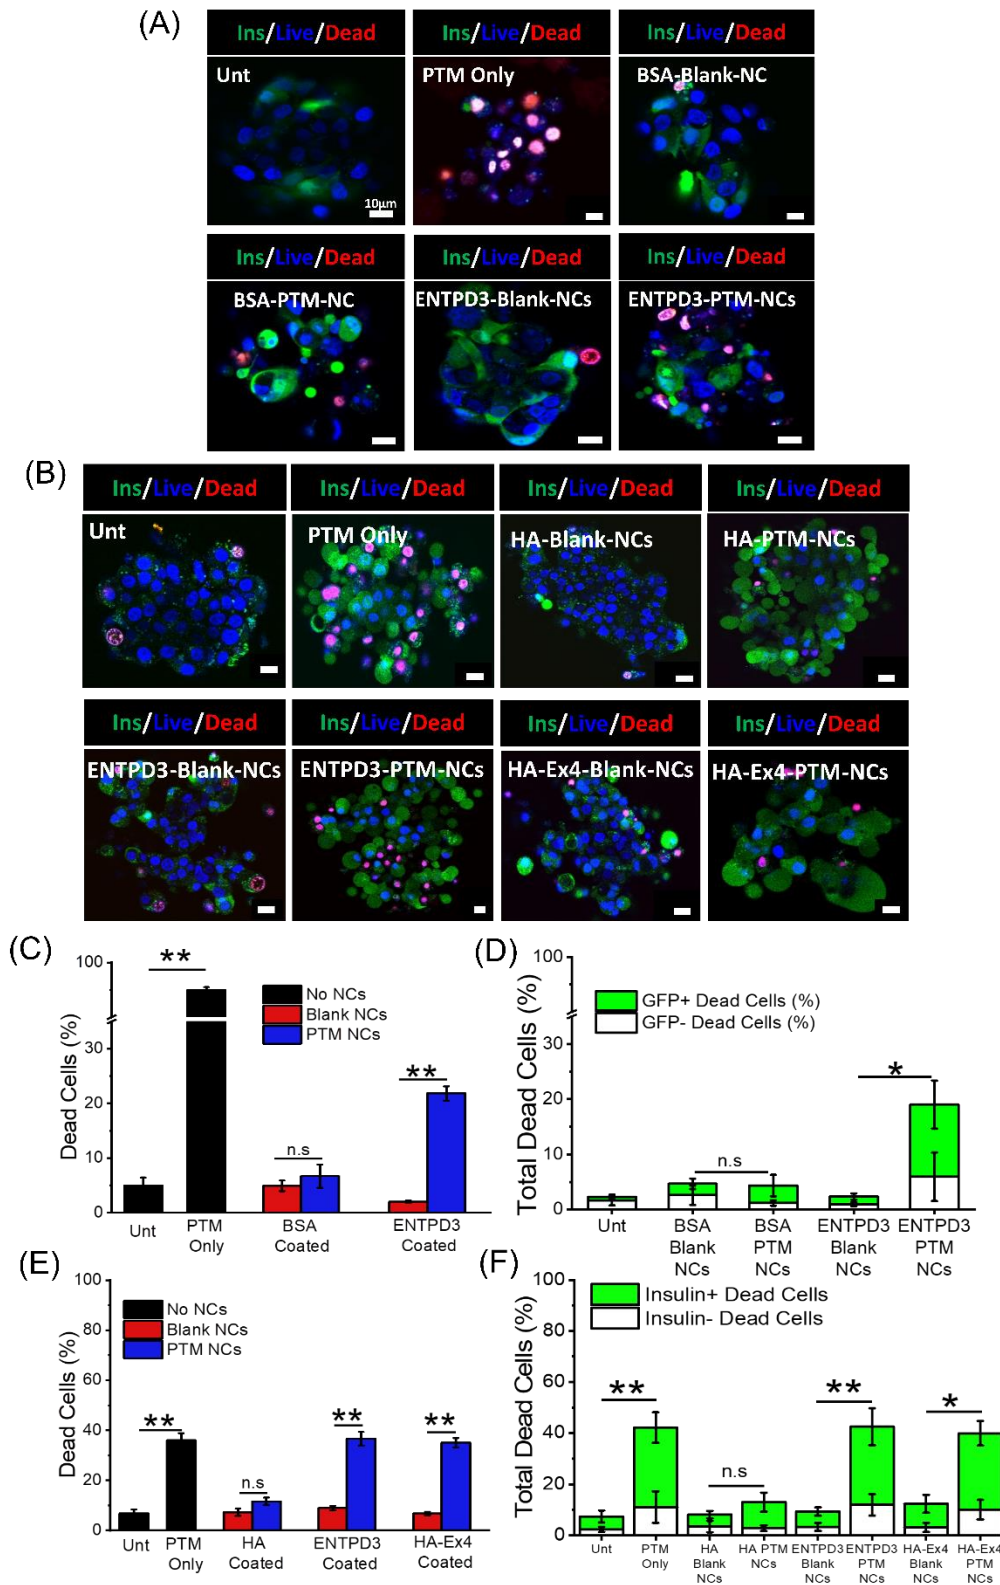 (A)
Ins/Live/Dead Ins/Live/Dead Ins/Live/Dead
Unt PTM Only BSA-Blank-NC
10μm
Ins/Live/Dead Ins/Live/Dead Ins/Live/Dead
BSA-PTM-NC ENTPD3-Blank-NCs ENTPD3-PTM-NCs
(B)
Ins/Live/Dead Ins/Live/Dead Ins/Live/Dead Ins/Live/Dead
Unt PTM Only HA-Blank-NCs HA-PTM-NCs
Ins/Live/Dead Ins/Live/Dead Ins/Live/Dead Ins/Live/Dead
ENTPD3-Blank-NCs ENTPD3-PTM-NCs HA-Ex4-Blank-NCs HA-Ex4-PTM-NCs
(C)
Dead Cells (%)
100
30
20
10
0
**
No NCs
Blank NCs
PTM NCs
n.s
**
Unt
PTM Only
BSA Coated
ENTPD3 Coated
(D)
Total Dead Cells (%)
100
30
20
10
0
GFP+ Dead Cells (%)
GFP- Dead Cells (%)
n.s
*
Unt
BSA Blank NCs
BSA PTM NCs
ENTPD3 Blank NCs
ENTPD3 PTM NCs
(E)
Dead Cells (%)
100
80
60
40
20
0
No NCs
Blank NCs
PTM NCs
**
n.s
**
**
Unt
PTM Only
HA Coated
ENTPD3 Coated
HA-Ex4 Coated
(F)
Total Dead Cells (%)
100
80
60
40
20
0
Insulin+ Dead Cells
Insulin- Dead Cells
**
n.s
**
*
Unt
PTM Only
HA Blank NCs
HA PTM NCs
ENTPD3 Blank NCs
ENTPD3 PTM NCs
HA-Ex4 Blank NCs
HA-Ex4 PTM NCs